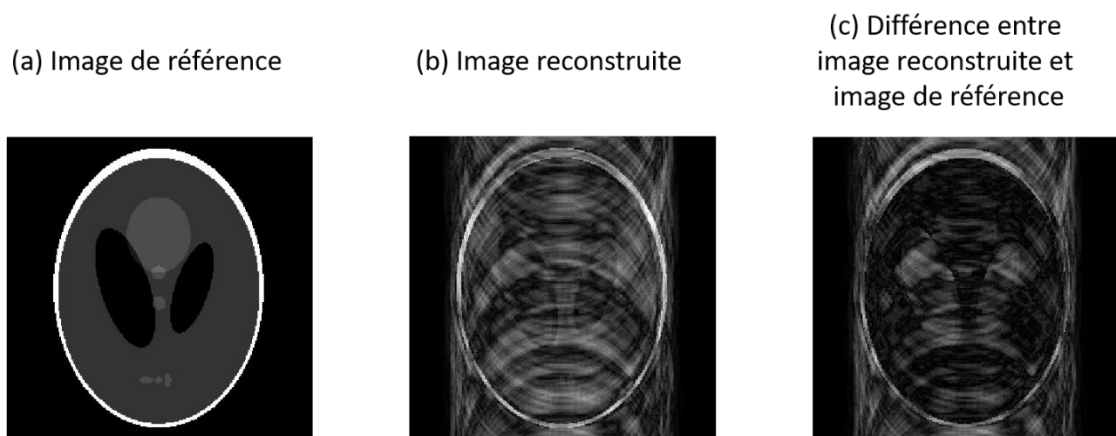 (a) Image de référence
(b) Image reconstruite
(c) Différence entre
image reconstruite et
image de référence